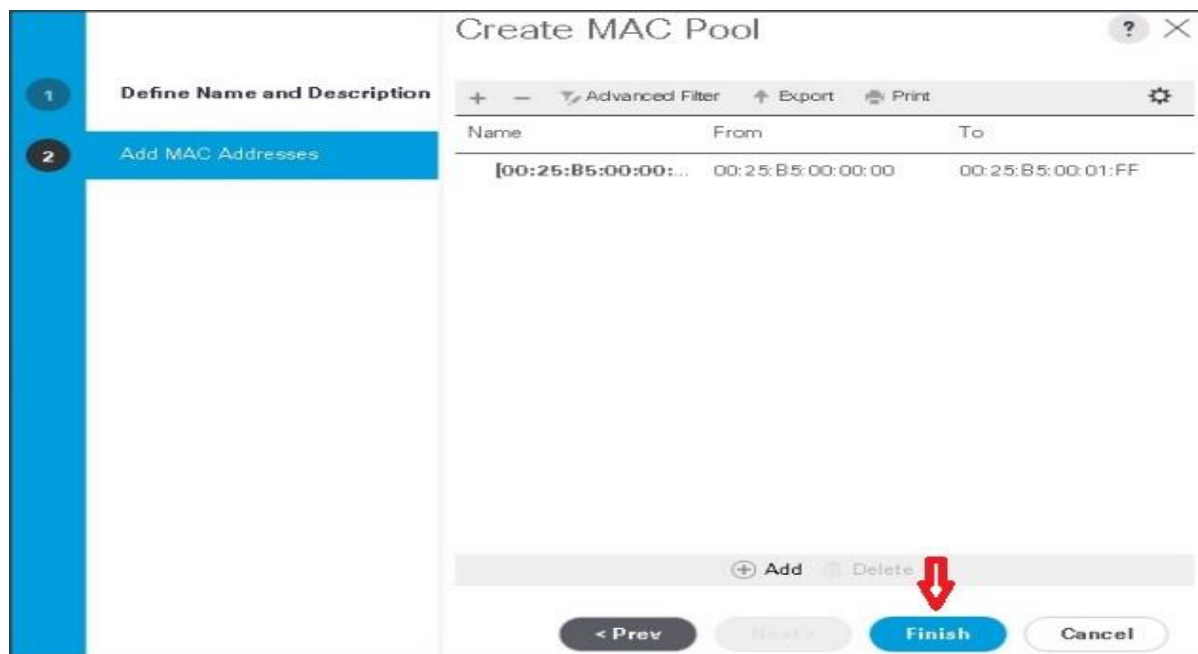 Create MAC Pool
?
1
Define Name and Description
2
Add MAC Addresses
+ − Advanced Filter Export Print
Name From To
[00:25:B5:00:00:... 00:25:B5:00:00:00 00:25:B5:00:01:FF
Add Delete
< Prev Next > Finish Cancel